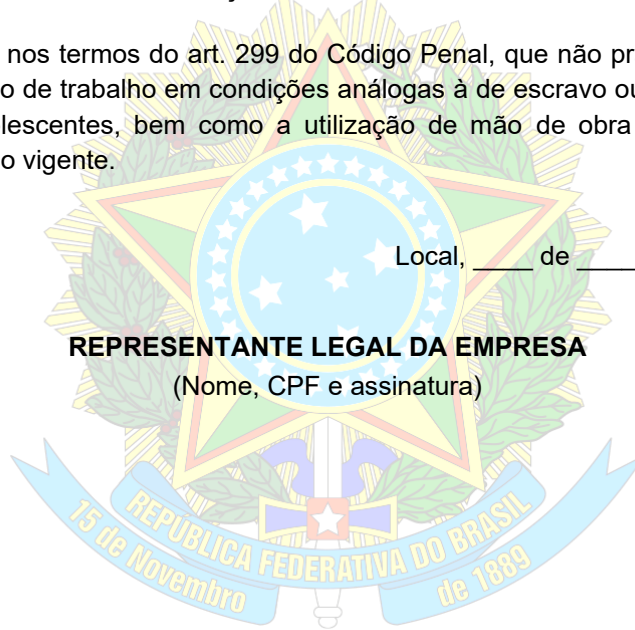 nos termos do art. 299 do Código Penal, que não
o de trabalho em condições análogas à de escravo
lescentes, bem como a utilização de mão de obra
o vigente.
Local, ____ de ____
REPRESENTANTE LEGAL DA EMPRESA
(Nome, CPF e assinatura)
REPÚBLICA FEDERATIVA DO BRASIL
15 de Novembro
de 1889